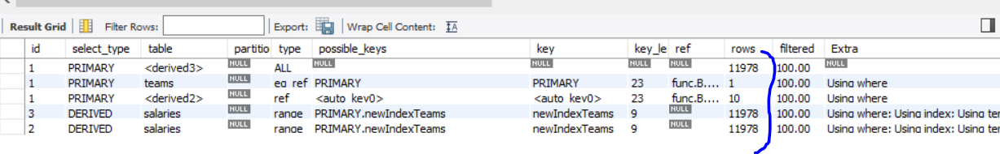 Result Grid Filter Rows: Export: Wrap Cell Content:
id select_type table partitio type possible_keys key key_le ref rows filtered Extra
1 PRIMARY <derived3> NULL ALL NULL NULL NULL NULL 11978 100.00 NULL
1 PRIMARY teams NULL eq_ref PRIMARY PRIMARY 23 func.B.... 1 100.00 Using where
1 PRIMARY <derived2> NULL ref <auto_key0> <auto_key0> 23 func.B.... 10 100.00 Using where
3 DERIVED salaries NULL range PRIMARY,newIndexTeams newIndexTeams 9 NULL 11978 100.00 Using where; Using index; Using ter
2 DERIVED salaries NULL range PRIMARY,newIndexTeams newIndexTeams 9 NULL 11978 100.00 Using where; Using index; Using ter